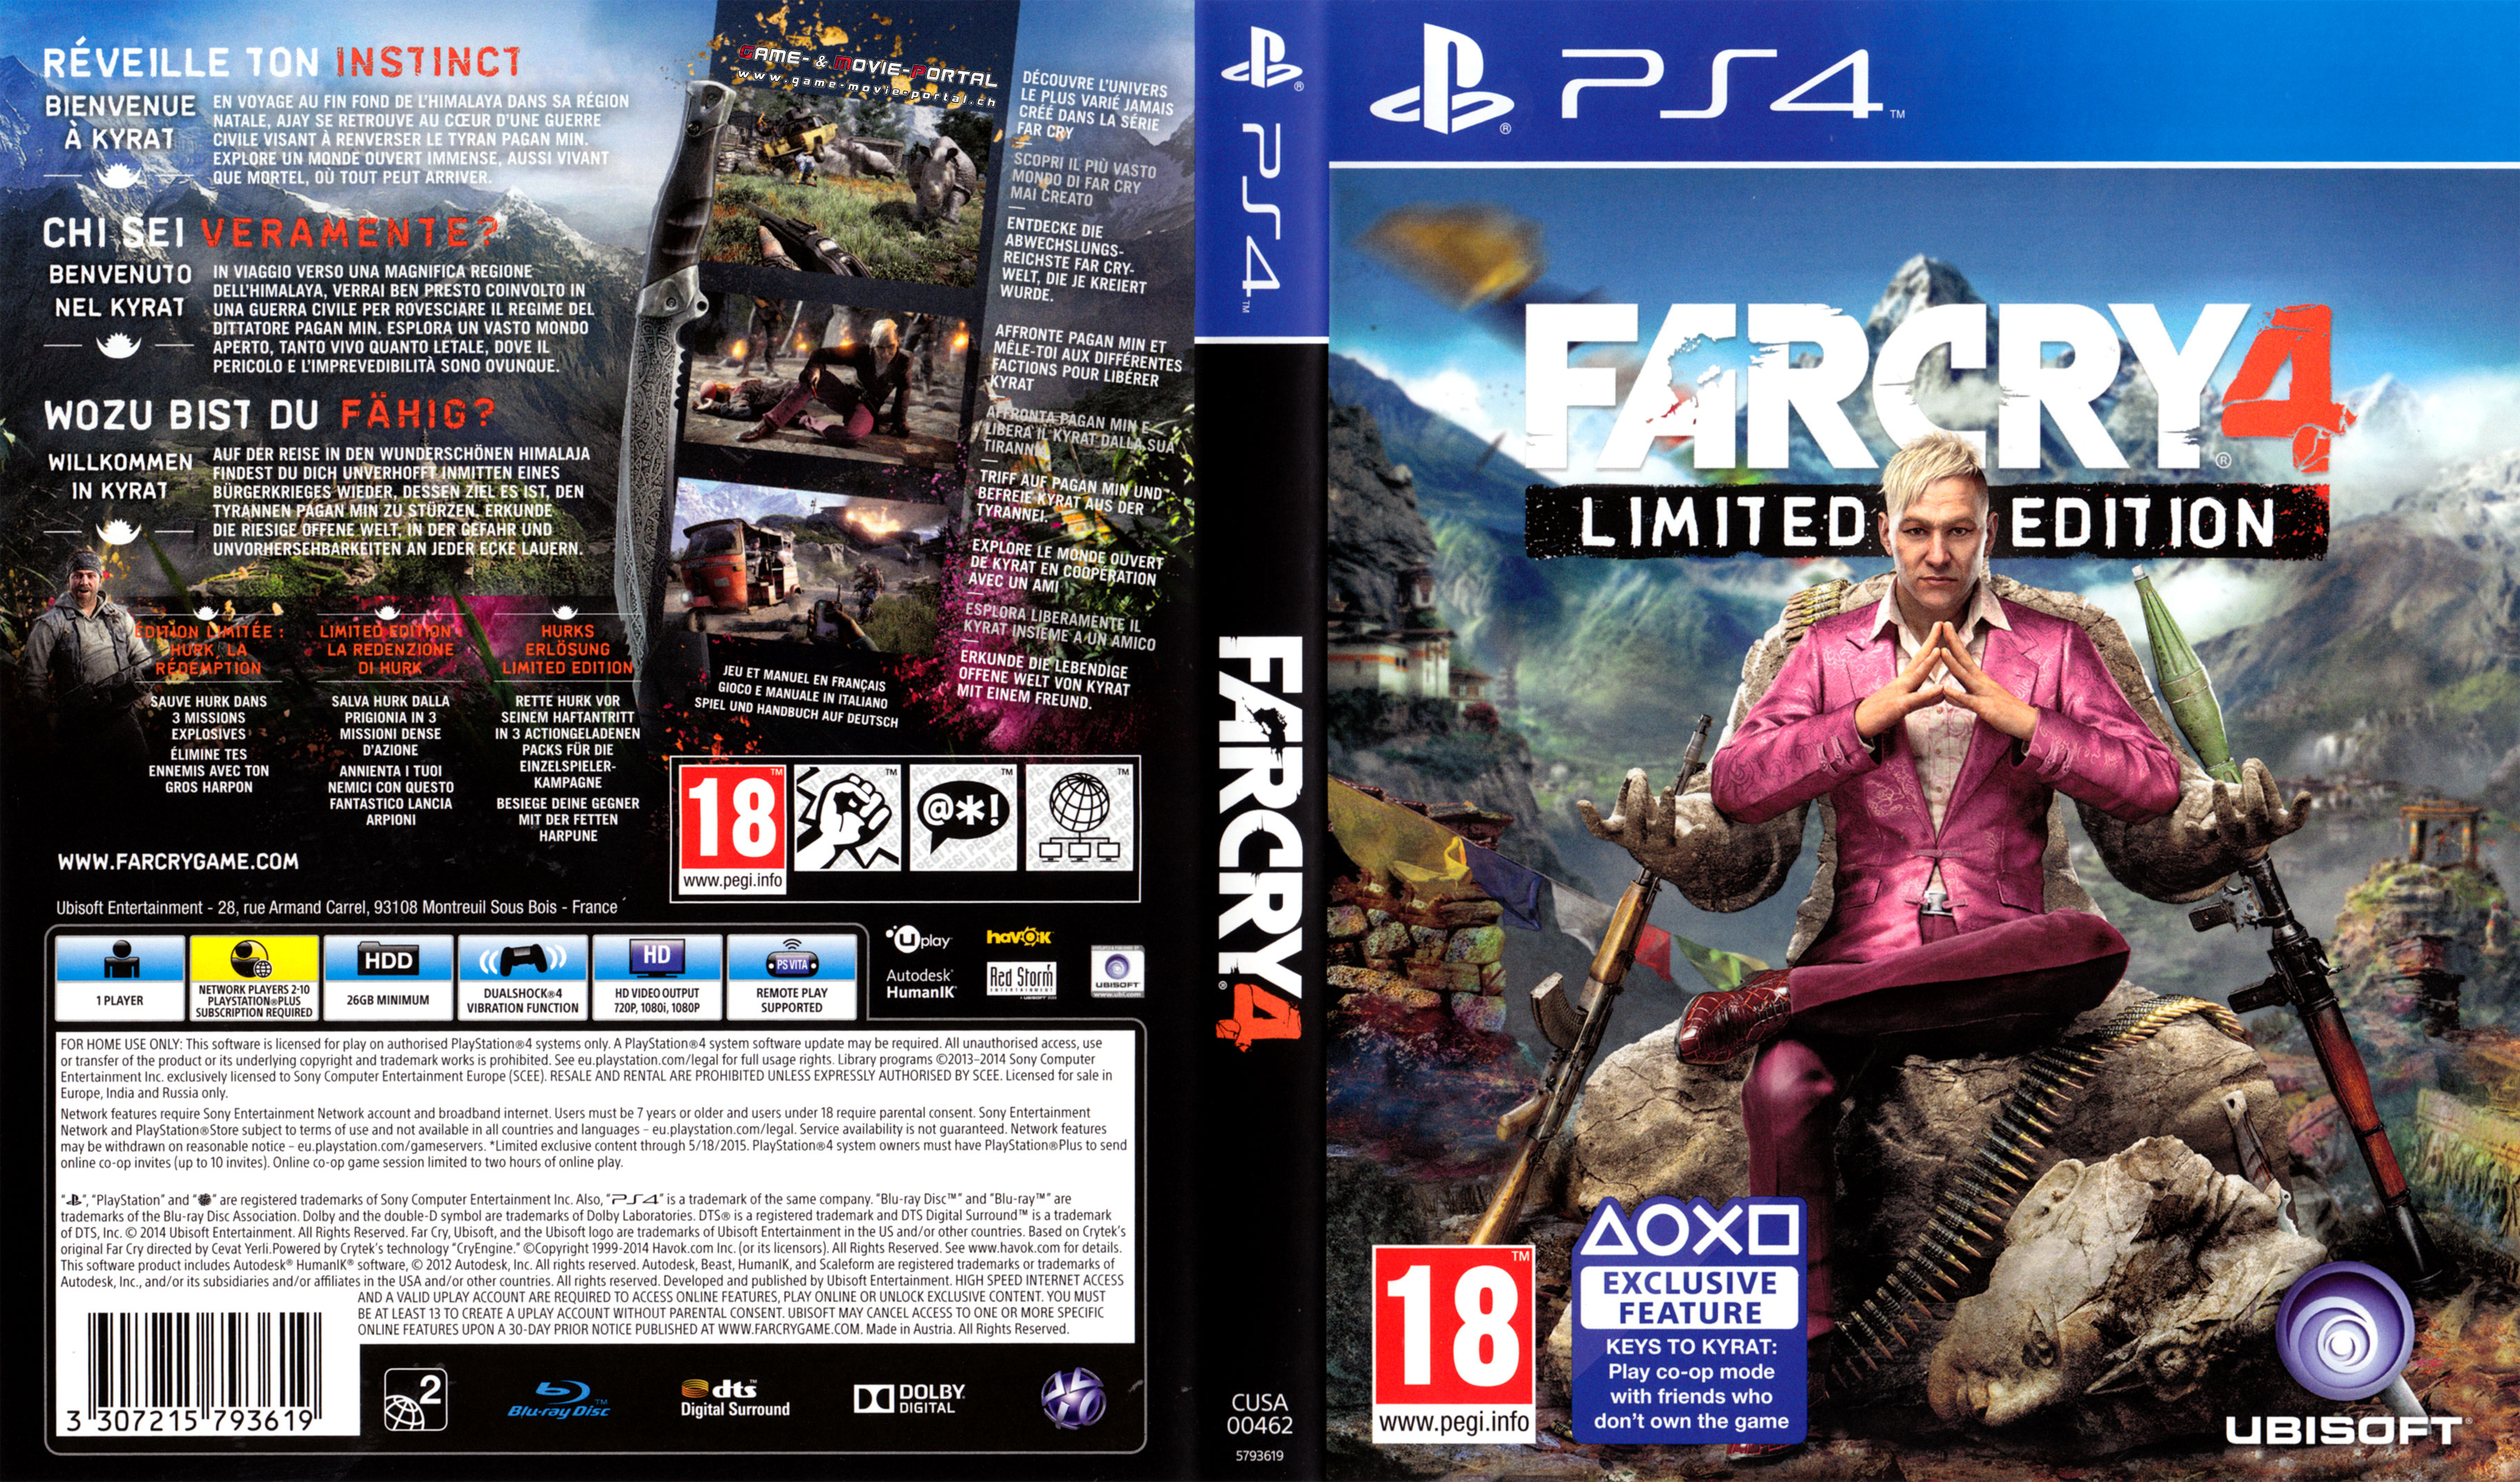 RÉVEILLE TON INSTINCT
BIENVENUE
À KYRAT
EN VOYAGE AU FIN FOND DE L'HIMALAYA DANS SA RÉGION
NATALE, AJAY SE RETROUVE AU CŒUR D'UNE GUERRE
CIVILE VISANT À RENVERSER LE TYRAN PAGAN MIN.
EXPLORE UN MONDE OUVERT IMMENSE, AUSSI VIVANT
QUE MORTEL, OÙ TOUT PEUT ARRIVER.
CHI SEI VERAMENTE?
BENVENUTO
NEL KYRAT
IN VIAGGIO VERSO UNA MAGNIFICA REGIONE
DELL'HIMALAYA, VERRAI BEN PRESTO COINVOLTO IN
UNA GUERRA CIVILE PER ROVESCIARE IL REGIME DEL
DITTATORE PAGAN MIN. ESPLORA UN VASTO MONDO
APERTO, TANTO VIVO QUANTO LETALE, DOVE IL
PERICOLO E L'IMPREVEDIBILITÀ SONO OVUNQUE.
WOZU BIST DU FÄHIG?
WILLKOMMEN
IN KYRAT
AUF DER REISE IN DEN WUNDERSCHÖNEN HIMALAJA
FINDEST DU DICH UNVERHOFFT INMITTEN EINES
BÜRGERKRIEGES WIEDER, DESSEN ZIEL ES IST, DEN
TYRANNEN PAGAN MIN ZU STÜRZEN. ERKUNDE
DIE RIESIGE OFFENE WELT, IN DER GEFAHR UND
UNVORHERSEHBARKEITEN AN JEDER ECKE LAUERN.
ÉDITION LIMITÉE :
HURK, LA
RÉDEMPTION
SAUVE HURK DANS
3 MISSIONS
EXPLOSIVES
ÉLIMINE TES
ENNEMIS AVEC TON
GROS HARPON
LIMITED EDITION
LA REDENZIONE
DI HURK
SALVA HURK DALLA
PRIGIONIA IN 3
MISSIONI DENSE
D'AZIONE
ANNIENTA I TUOI
NEMICI CON QUESTO
FANTASTICO LANCIA
ARPIONI
HURKS
ERLÖSUNG
LIMITED EDITION
RETTE HURK VOR
SEINEM HAFTANTRITT
IN 3 ACTIONGELADENEN
PACKS FÜR DIE
EINZELSPIELER-
KAMPAGNE
BESIEGE DEINE GEGNER
MIT DER FETTEN
HARPUNE
GAME- & MOVIE-PORTAL
www.game-movie-portal.ch
DÉCOUVRE L'UNIVERS
LE PLUS VARIÉ JAMAIS
CRÉÉ DANS LA SÉRIE
FAR CRY
SCOPRI IL PIÙ VASTO
MONDO DI FAR CRY
MAI CREATO
ENTDECKE DIE
ABWECHSLUNGS-
REICHSTE FAR CRY-
WELT, DIE JE KREIERT
WURDE.
AFFRONTE PAGAN MIN ET
MÊLE-TOI AUX DIFFÉRENTES
FACTIONS POUR LIBÉRER
KYRAT
AFFRONTA PAGAN MIN E
LIBERA IL KYRAT DALLA SUA
TIRANNIA
TRIFF AUF PAGAN MIN UND
BEFREIE KYRAT AUS DER
TYRANNEI.
EXPLORE LE MONDE OUVERT
DE KYRAT EN COOPÉRATION
AVEC UN AMI
ESPLORA LIBERAMENTE IL
KYRAT INSIEME A UN AMICO
ERKUNDE DIE LEBENDIGE
OFFENE WELT VON KYRAT
MIT EINEM FREUND.
JEU ET MANUEL EN FRANÇAIS
GIOCO E MANUALE IN ITALIANO
SPIEL UND HANDBUCH AUF DEUTSCH
18 ™
www.pegi.info
@*!
WWW.FARCRYGAME.COM
Ubisoft Entertainment - 28, rue Armand Carrel, 93108 Montreuil Sous Bois - France
1 PLAYER
NETWORK PLAYERS 2-10
PLAYSTATION®PLUS
SUBSCRIPTION REQUIRED
HDD
26GB MINIMUM
DUALSHOCK®4
VIBRATION FUNCTION
HD
HD VIDEO OUTPUT
720P, 1080i, 1080P
PS VITA
REMOTE PLAY
SUPPORTED
Uplay
havok
Autodesk®
HumanIK®
Red Storm
ENTERTAINMENT
UBISOFT
www.ubi.com
FOR HOME USE ONLY: This software is licensed for play on authorised PlayStation®4 systems only. A PlayStation®4 system software update may be required. All unauthorised access, use
or transfer of the product or its underlying copyright and trademark works is prohibited. See eu.playstation.com/legal for full usage rights. Library programs ©2013-2014 Sony Computer
Entertainment Inc. exclusively licensed to Sony Computer Entertainment Europe (SCEE). RESALE AND RENTAL ARE PROHIBITED UNLESS EXPRESSLY AUTHORISED BY SCEE. Licensed for sale in
Europe, India and Russia only.
Network features require Sony Entertainment Network account and broadband internet. Users must be 7 years or older and users under 18 require parental consent. Sony Entertainment
Network and PlayStation®Store subject to terms of use and not available in all countries and languages – eu.playstation.com/legal. Service availability is not guaranteed. Network features
may be withdrawn on reasonable notice – eu.playstation.com/gameservers. *Limited exclusive content through 5/18/2015. PlayStation®4 system owners must have PlayStation®Plus to send
online co-op invites (up to 10 invites). Online co-op game session limited to two hours of online play.
" ", "PlayStation" and " " are registered trademarks of Sony Computer Entertainment Inc. Also, "PS4" is a trademark of the same company. "Blu-ray Disc™" and "Blu-ray™" are
trademarks of the Blu-ray Disc Association. Dolby and the double-D symbol are trademarks of Dolby Laboratories. DTS® is a registered trademark and DTS Digital Surround™ is a trademark
of DTS, Inc. © 2014 Ubisoft Entertainment. All Rights Reserved. Far Cry, Ubisoft, and the Ubisoft logo are trademarks of Ubisoft Entertainment in the US and/or other countries. Based on Crytek's
original Far Cry directed by Cevat Yerli.Powered by Crytek's technology "CryEngine." ©Copyright 1999-2014 Havok.com Inc. (or its licensors). All Rights Reserved. See www.havok.com for details.
This software product includes Autodesk® HumanIK® software, © 2012 Autodesk, Inc. All rights reserved. Autodesk, Beast, HumanIK, and Scaleform are registered trademarks or trademarks of
Autodesk, Inc., and/or its subsidiaries and/or affiliates in the USA and/or other countries. All rights reserved. Developed and published by Ubisoft Entertainment. HIGH SPEED INTERNET ACCESS
AND A VALID UPLAY ACCOUNT ARE REQUIRED TO ACCESS ONLINE FEATURES, PLAY ONLINE OR UNLOCK EXCLUSIVE CONTENT. YOU MUST
BE AT LEAST 13 TO CREATE A UPLAY ACCOUNT WITHOUT PARENTAL CONSENT. UBISOFT MAY CANCEL ACCESS TO ONE OR MORE SPECIFIC
ONLINE FEATURES UPON A 30-DAY PRIOR NOTICE PUBLISHED AT WWW.FARCRYGAME.COM. Made in Austria. All Rights Reserved.
3 307215 793619
2
Blu-ray Disc™
dts™
Digital Surround
DOLBY
DIGITAL
PS4™
FARCRY®4
CUSA
00462
5793619
PS4™
FARCRY®4
LIMITED EDITION
18 ™
www.pegi.info
EXCLUSIVE
FEATURE
KEYS TO KYRAT:
Play co-op mode
with friends who
don't own the game
UBISOFT®